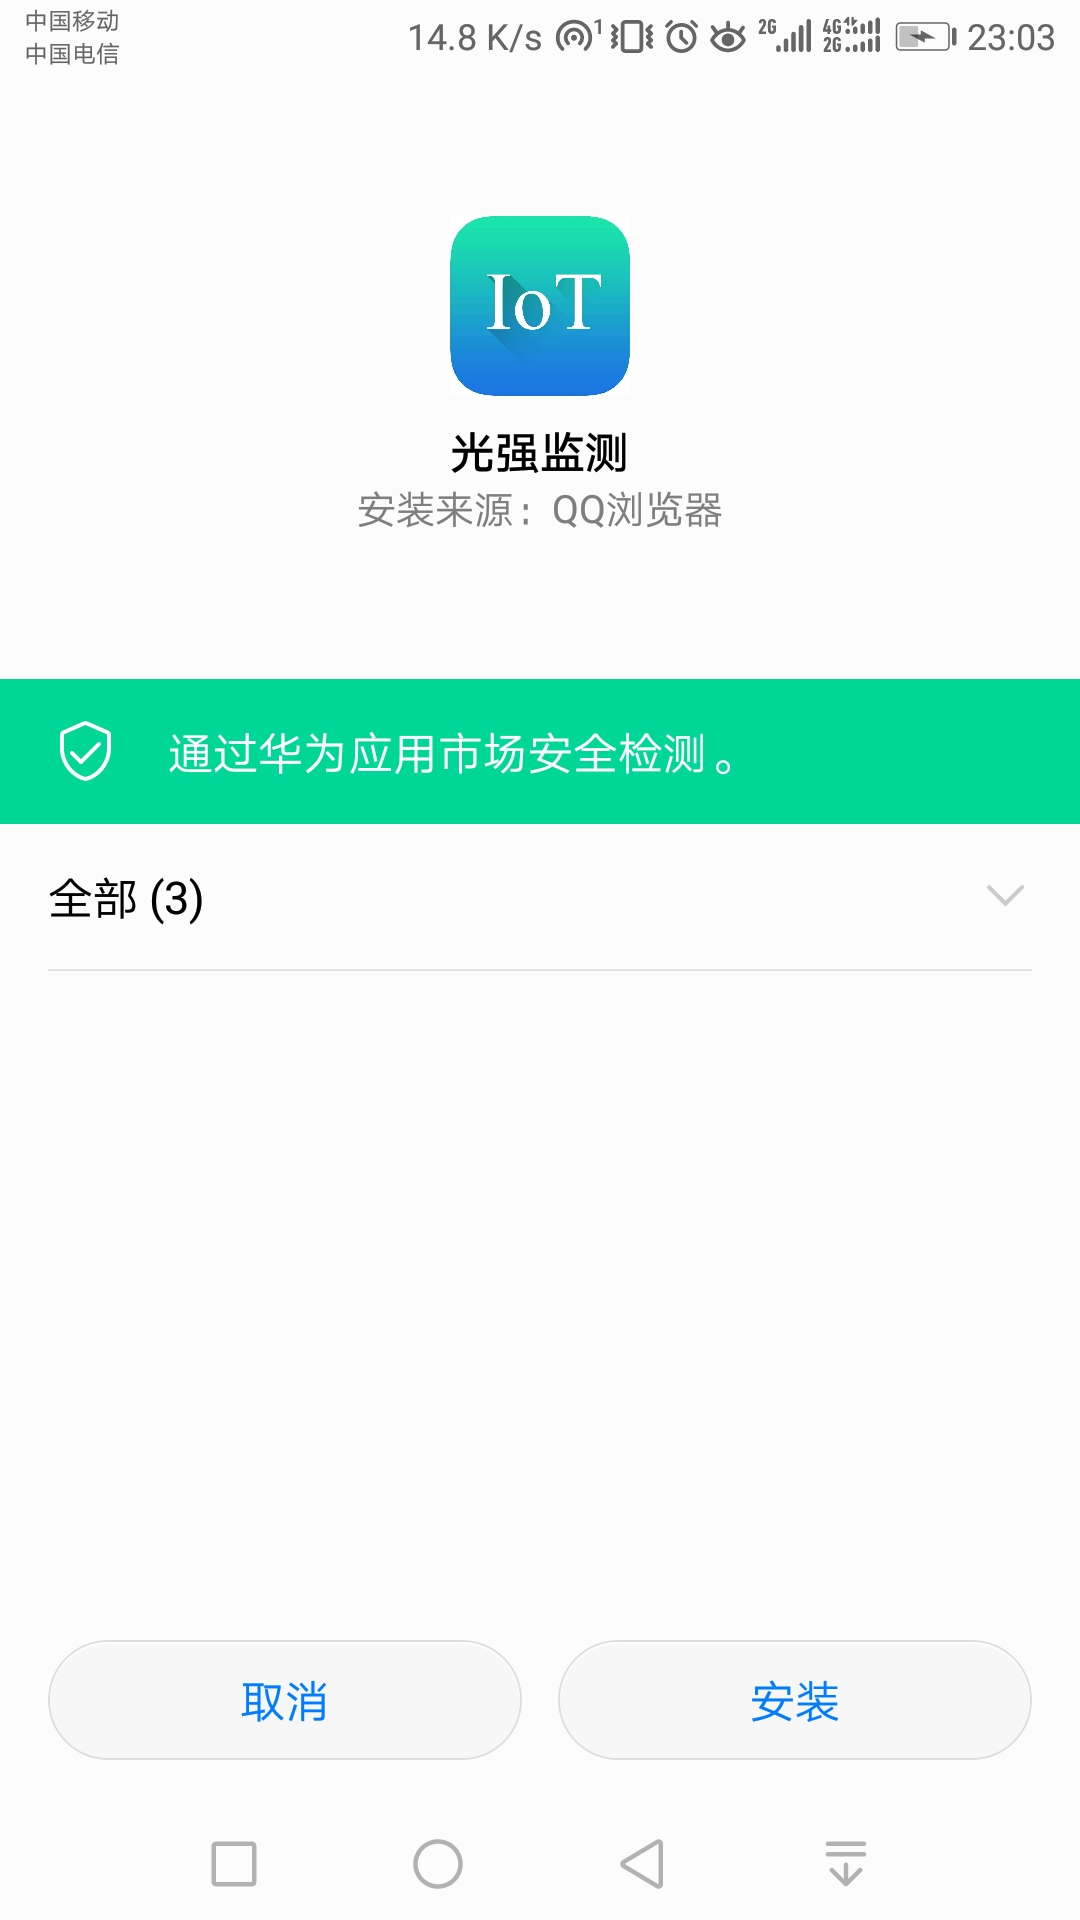 中国移动
中国电信
14.8 K/s 1 2G 4G 2G 23:03
IoT
光强监测
安装来源：QQ浏览器
通过华为应用市场安全检测。
全部 (3)
取消
安装